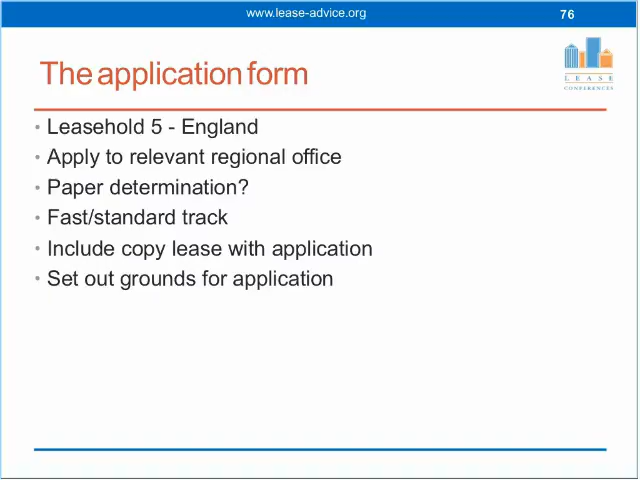 www.lease-advice.org
76
The application form
LEASE
CONFERENCES
• Leasehold 5 - England
• Apply to relevant regional office
• Paper determination?
• Fast/standard track
• Include copy lease with application
• Set out grounds for application